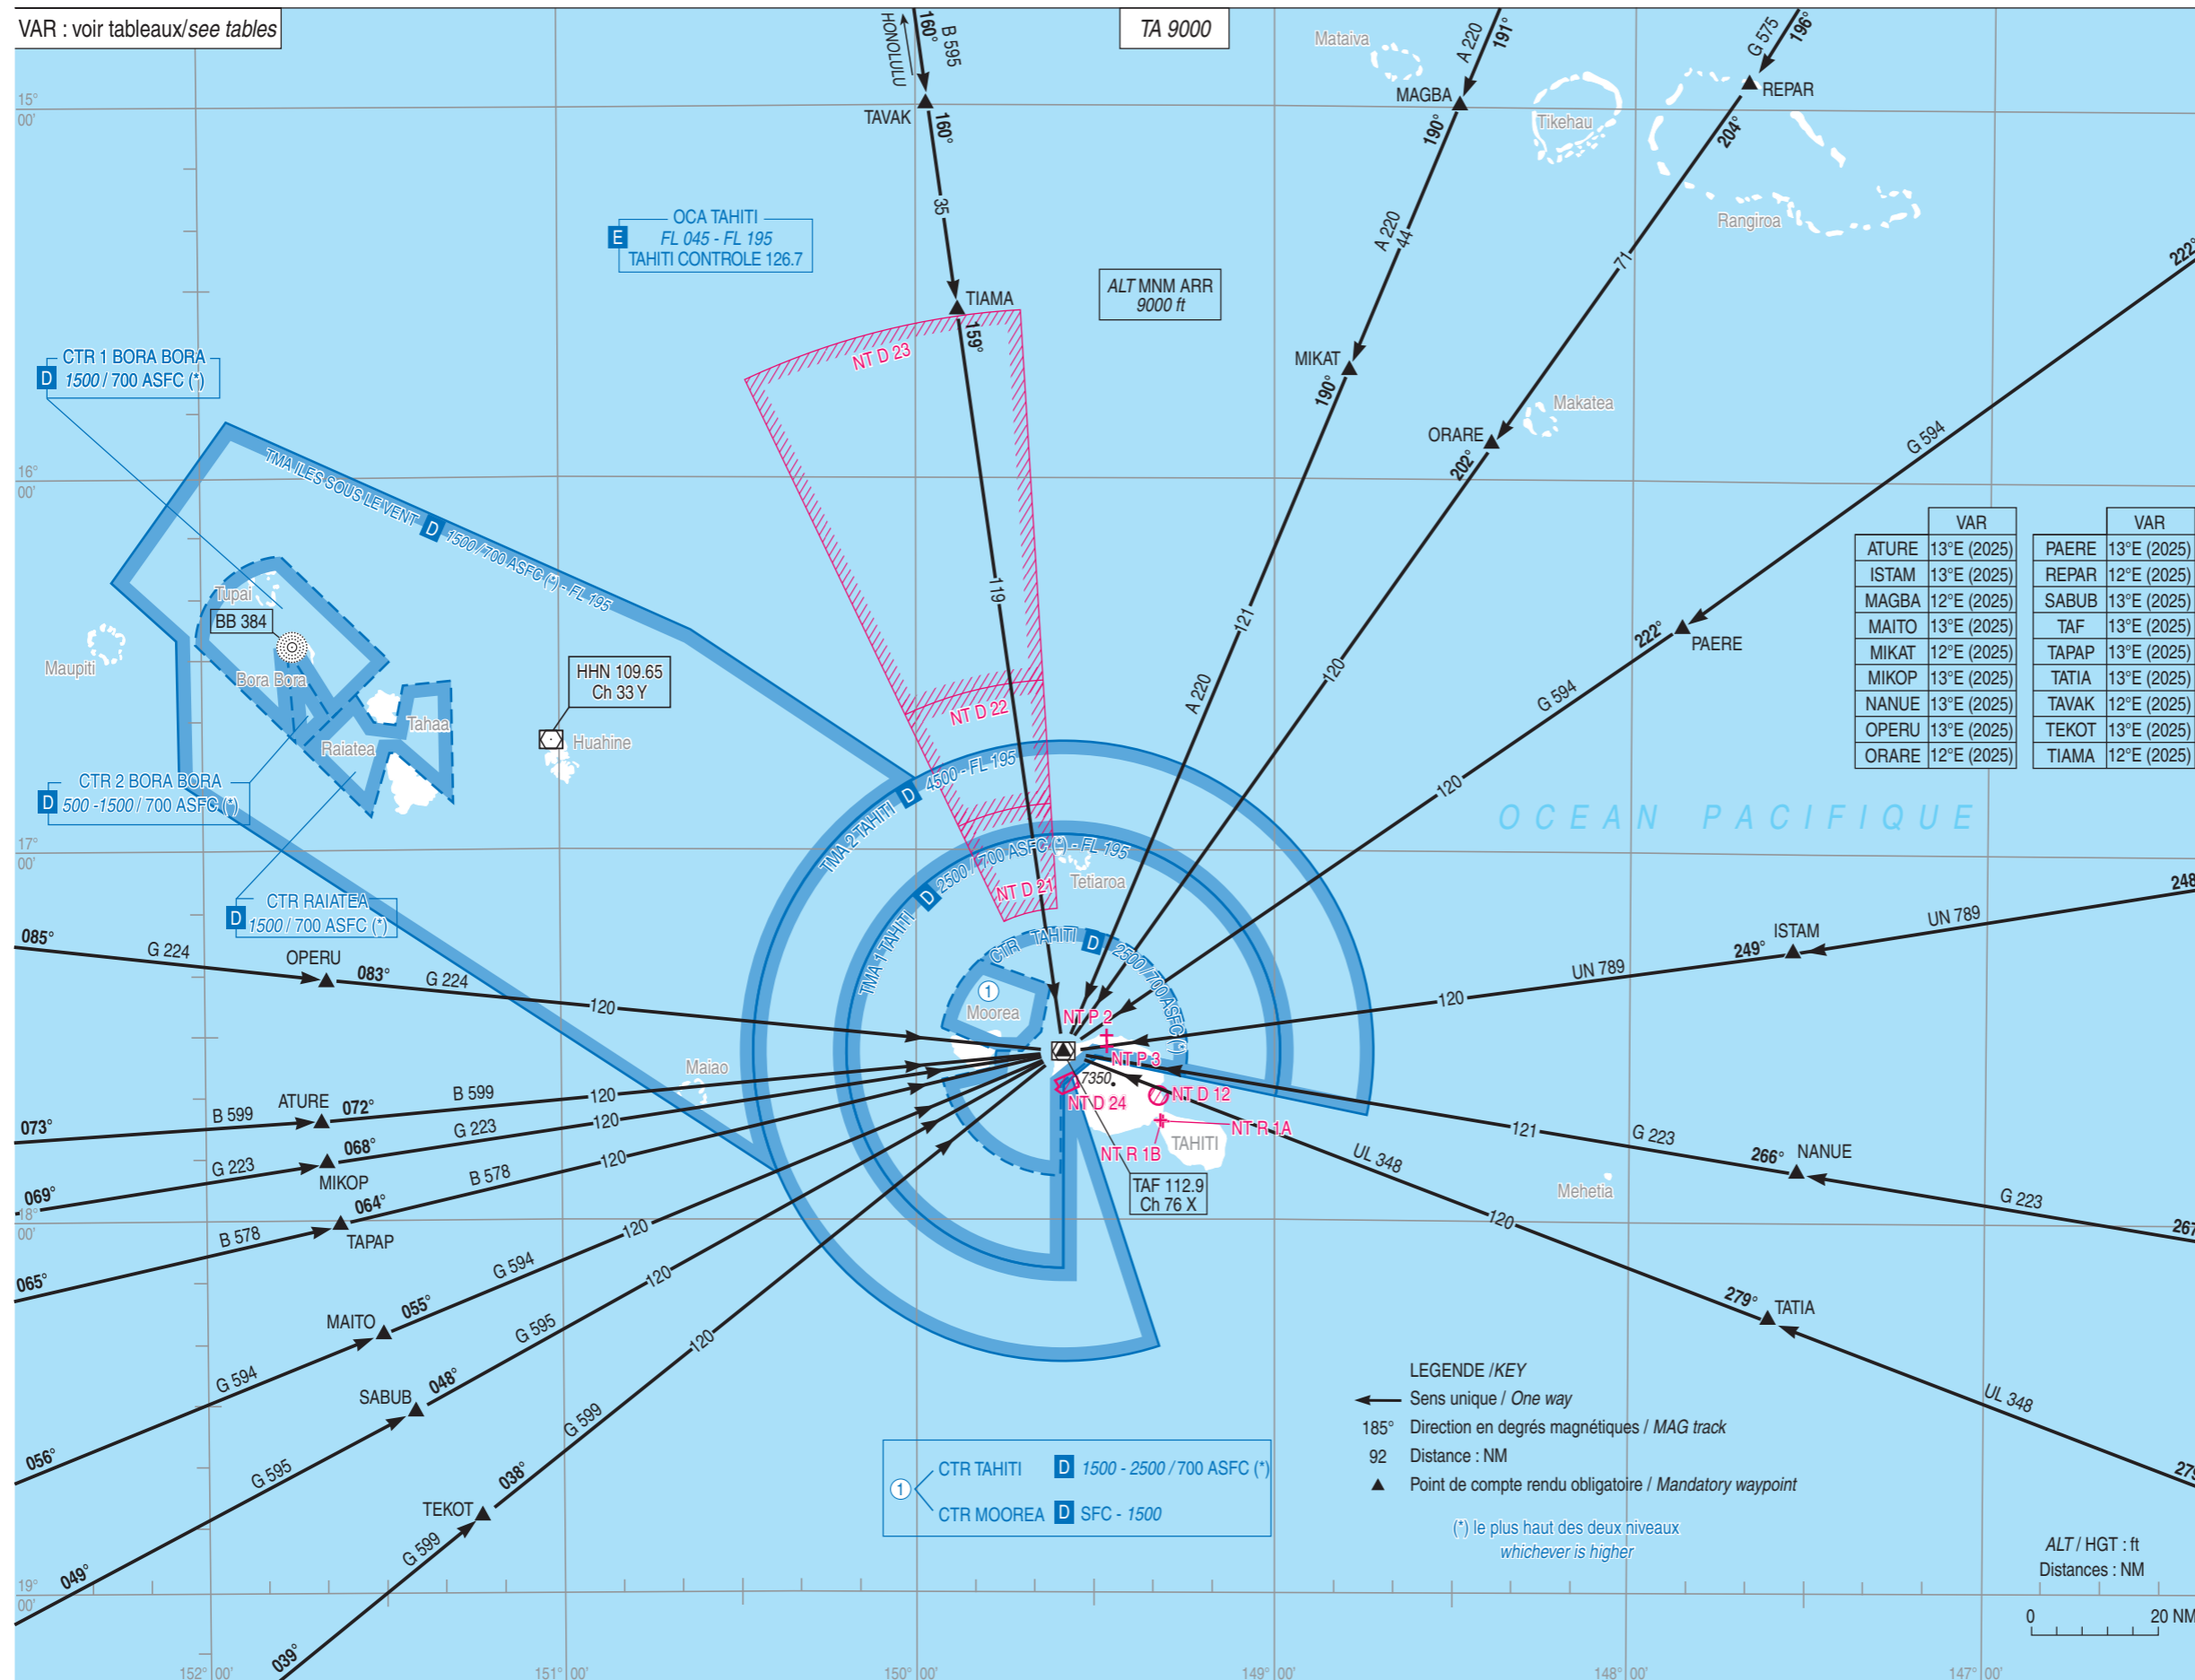 VAR : voir tableaux/see tables
TA 9000
HONOLULU
160°
B 595
TAVAK
160°
35
TIAMA
159°
119
A 220
191°
MAGBA
190°
A 220
44
MIKAT
190°
121
A 220
G 575
196°
REPAR
204°
71
ORARE
202°
120
222°
G 594
PAERE
222°
G 594
120
Mataiva
Tikehau
Rangiroa
Makatea
15°
00'
16°
00'
17°
00'
18°
00'
19°
00'
OCA TAHITI
E
FL 045 - FL 195
TAHITI CONTROLE 126.7
ALT MNM ARR
9000 ft
CTR 1 BORA BORA
D
1500 / 700 ASFC (*)
NT D 23
NT D 22
NT D 21
TMA ILES SOUS LE VENT D 1500 / 700 ASFC (*) - FL 195
Tupai
BB 384
Maupiti
Bora Bora
Tahaa
Raiatea
HHN 109.65
Ch 33 Y
Huahine
CTR 2 BORA BORA
D
500 -1500 / 700 ASFC (*)
CTR RAIATEA
D
1500 / 700 ASFC (*)
TMA 2 TAHITI D 4500 - FL 195
TMA 1 TAHITI D 2500 / 700 ASFC (*) - FL 195
CTR TAHITI D 2500 / 700 ASFC (*)
Tetiaroa
1
Moorea
NT P 2
NT P 3
7350
NT D 12
NT D 24
NT R 1A
NT R 1B
TAHITI
TAF 112.9
Ch 76 X
Maiao
Mehetia
OCEAN PACIFIQUE
VAR
ATURE 13°E (2025)
ISTAM 13°E (2025)
MAGBA 12°E (2025)
MAITO 13°E (2025)
MIKAT 12°E (2025)
MIKOP 13°E (2025)
NANUE 13°E (2025)
OPERU 13°E (2025)
ORARE 12°E (2025)
VAR
PAERE 13°E (2025)
REPAR 12°E (2025)
SABUB 13°E (2025)
TAF 13°E (2025)
TAPAP 13°E (2025)
TATIA 13°E (2025)
TAVAK 12°E (2025)
TEKOT 13°E (2025)
TIAMA 12°E (2025)
085°
G 224
OPERU
083°
G 224
120
073°
B 599
ATURE
072°
B 599
120
069°
G 223
MIKOP
068°
G 223
120
065°
B 578
TAPAP
064°
B 578
120
056°
G 594
MAITO
055°
G 594
120
049°
G 595
SABUB
048°
G 595
120
039°
G 599
TEKOT
038°
G 599
120
248°
UN 789
ISTAM
249°
UN 789
120
267°
G 223
NANUE
266°
G 223
121
279°
UL 348
TATIA
279°
UL 348
120
1
CTR TAHITI D 1500 - 2500 / 700 ASFC (*)
CTR MOOREA D SFC - 1500
LEGENDE /KEY
Sens unique / One way
185° Direction en degrés magnétiques / MAG track
92 Distance : NM
Point de compte rendu obligatoire / Mandatory waypoint
(*) le plus haut des deux niveaux
whichever is higher
ALT / HGT : ft
Distances : NM
0 20 NM
152° 00'
151° 00'
150° 00'
149° 00'
148° 00'
147° 00'